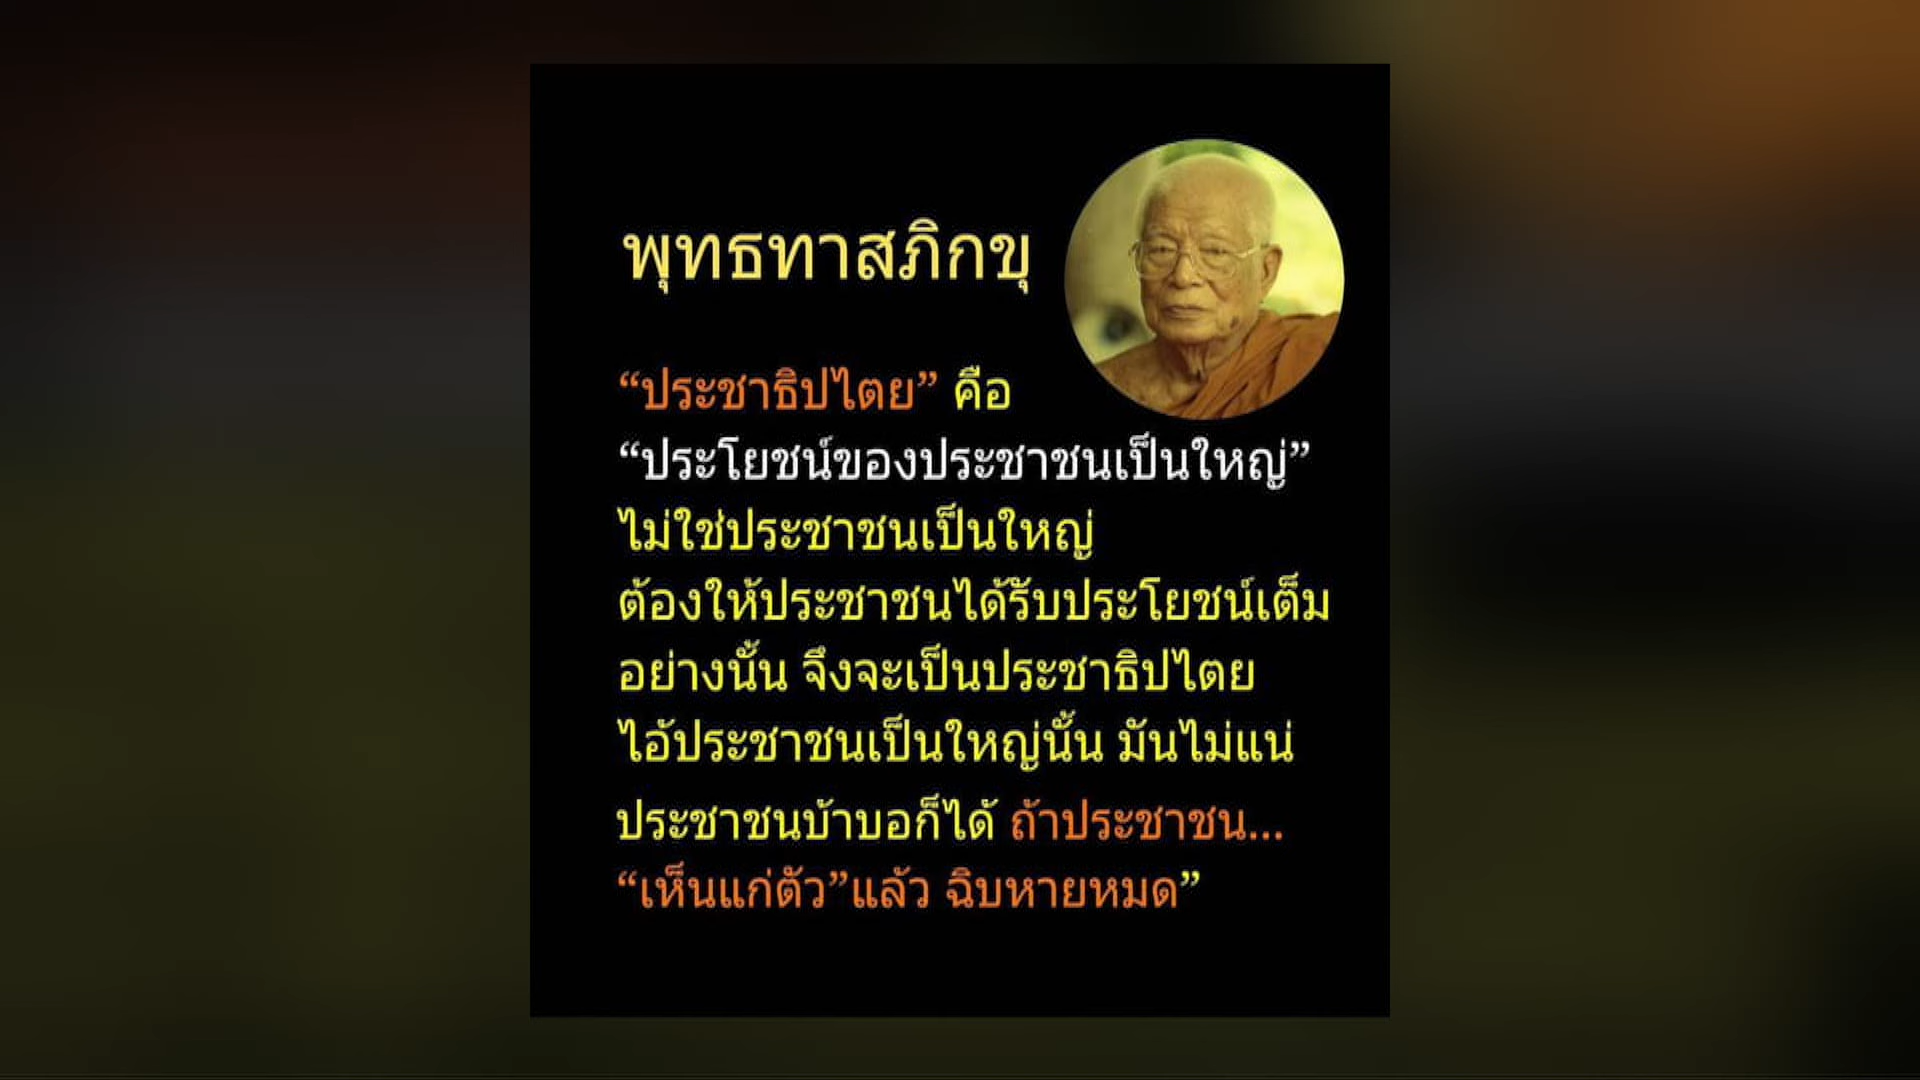 พุทธทาสภิกขุ
“ประชาธิปไตย” คือ
“ประโยชน์ของประชาชนเป็นใหญ่”
ไม่ใช่ประชาชนเป็นใหญ่
ต้องให้ประชาชนได้รับประโยชน์เต็ม
อย่างนั้น จึงจะเป็นประชาธิปไตย
ไอ้ประชาชนเป็นใหญ่นั้น มันไม่แน่
ประชาชนบ้าบอก็ได้ ถ้าประชาชน...
“เห็นแก่ตัว”แล้ว ฉิบหายหมด”